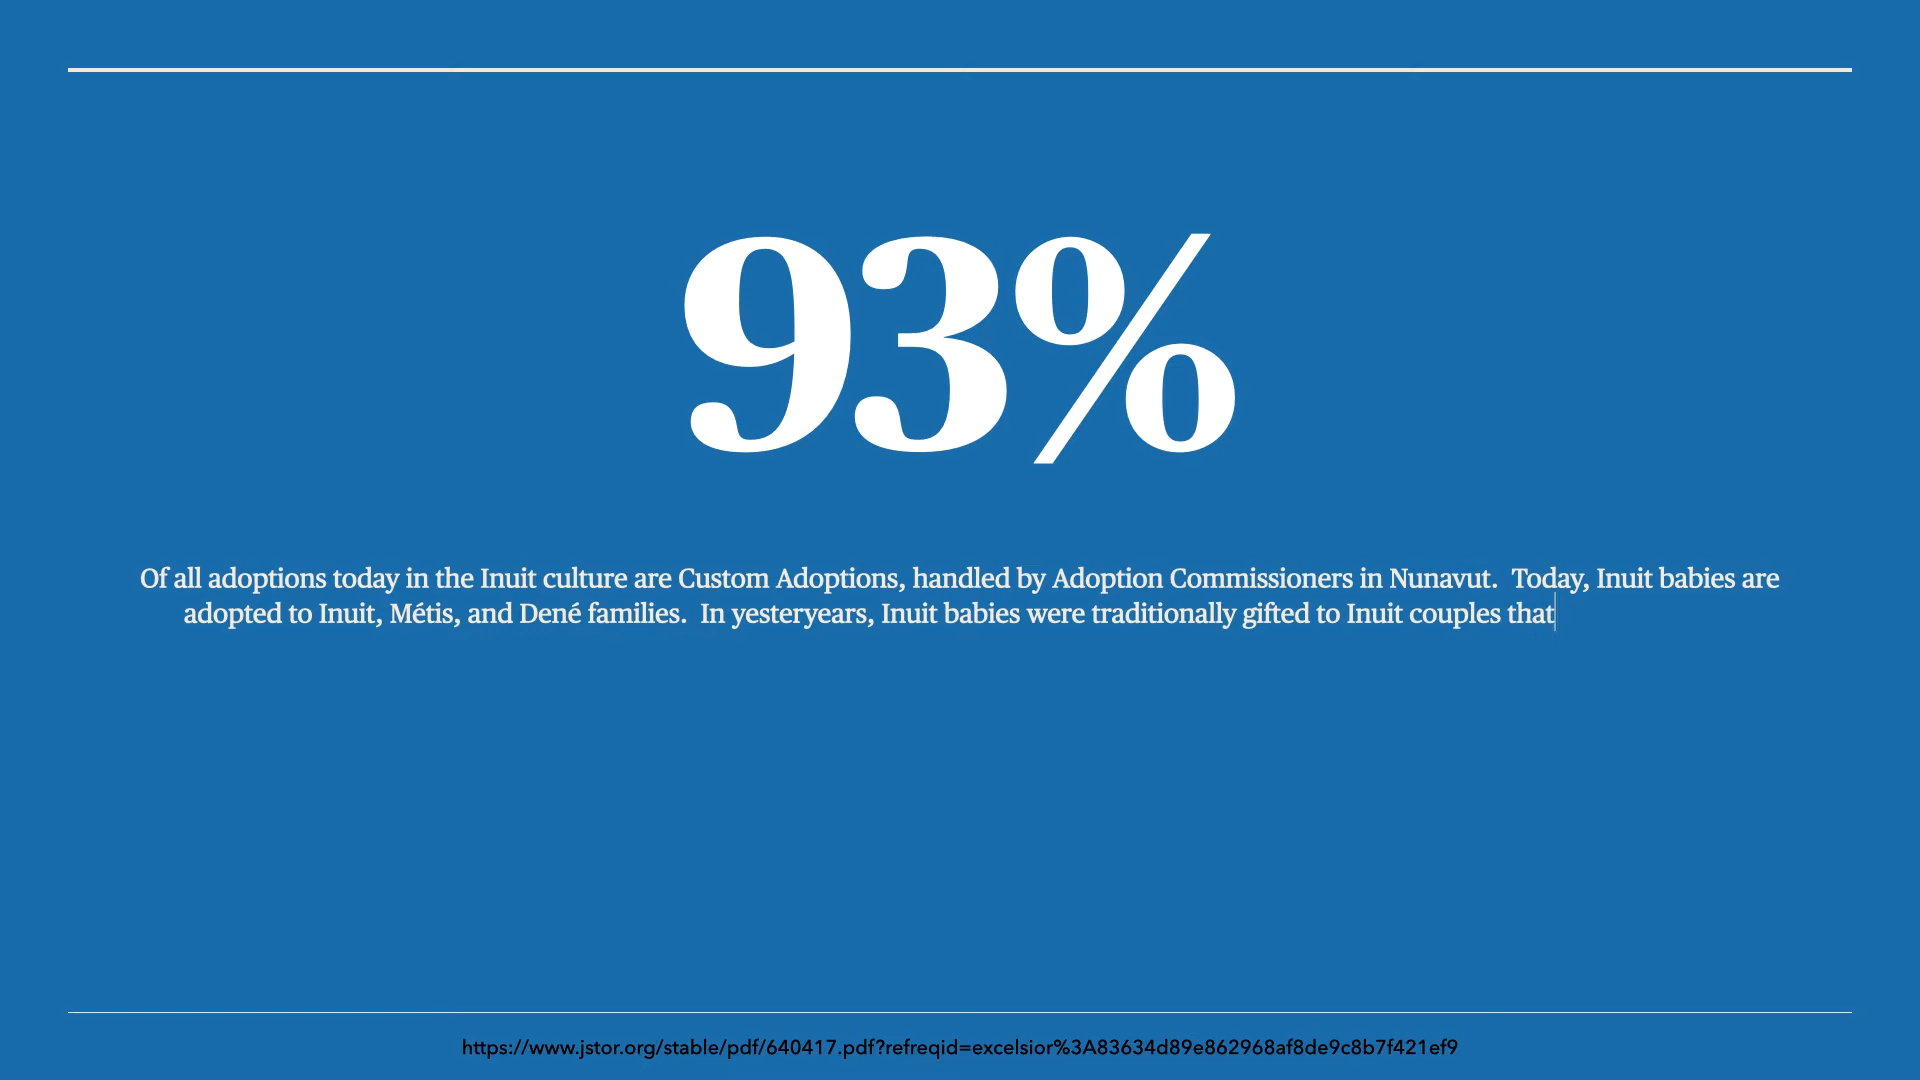 93%
Of all adoptions today in the Inuit culture are Custom Adoptions, handled by Adoption Commissioners in Nunavut.  Today, Inuit babies are
adopted to Inuit, Métis, and Dené families.  In yesteryears, Inuit babies were traditionally gifted to Inuit couples that
https://www.jstor.org/stable/pdf/640417.pdf?refreqid=excelsior%3A83634d89e862968af8de9c8b7f421ef9